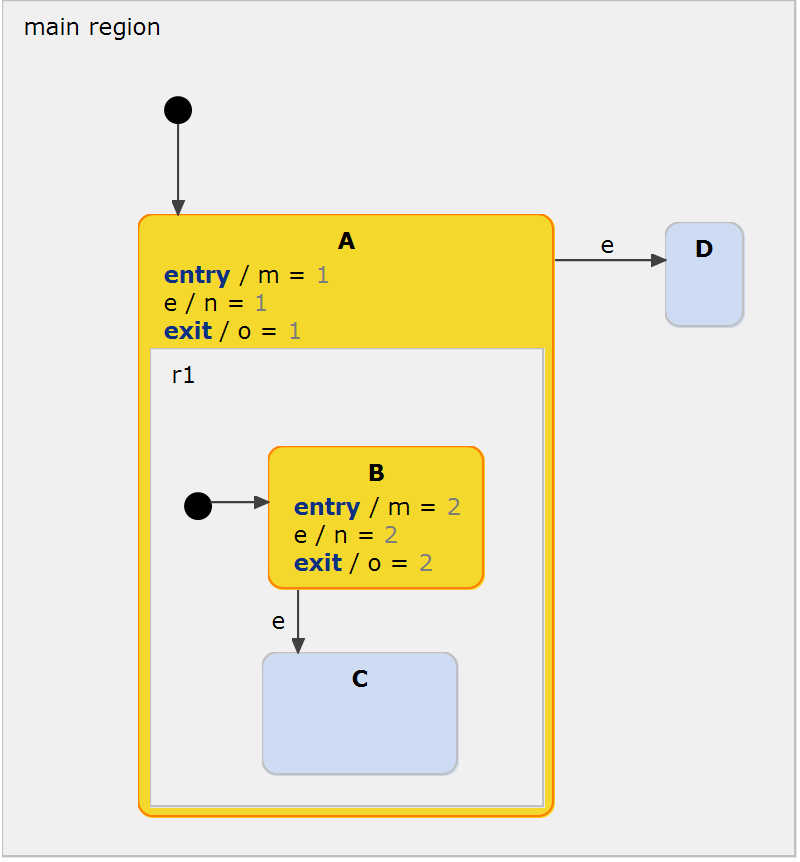 main region
A
entry / m = 1
e / n = 1
exit / o = 1
e
D
r1
B
entry / m = 2
e / n = 2
exit / o = 2
e
C